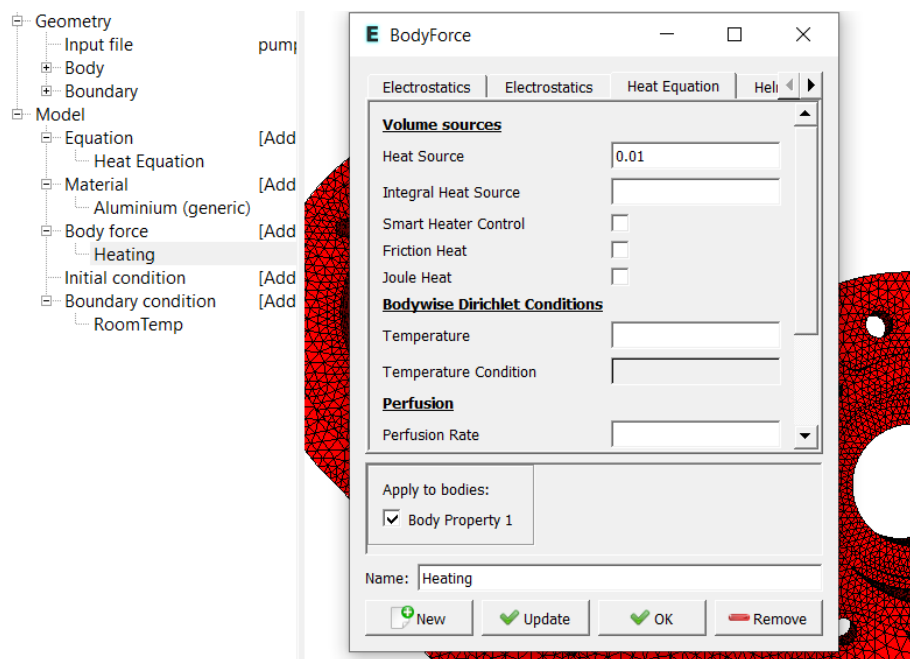 Geometry
Input file pump
Body
Boundary
Model
Equation [Add
Heat Equation
Material [Add
Aluminium (generic)
Body force [Add
Heating
Initial condition [Add
Boundary condition [Add
RoomTemp
E BodyForce
Electrostatics Electrostatics Heat Equation Hel
Volume sources
Heat Source 0.01
Integral Heat Source
Smart Heater Control
Friction Heat
Joule Heat
Bodywise Dirichlet Conditions
Temperature
Temperature Condition
Perfusion
Perfusion Rate
Apply to bodies:
Body Property 1
Name: Heating
New Update OK Remove